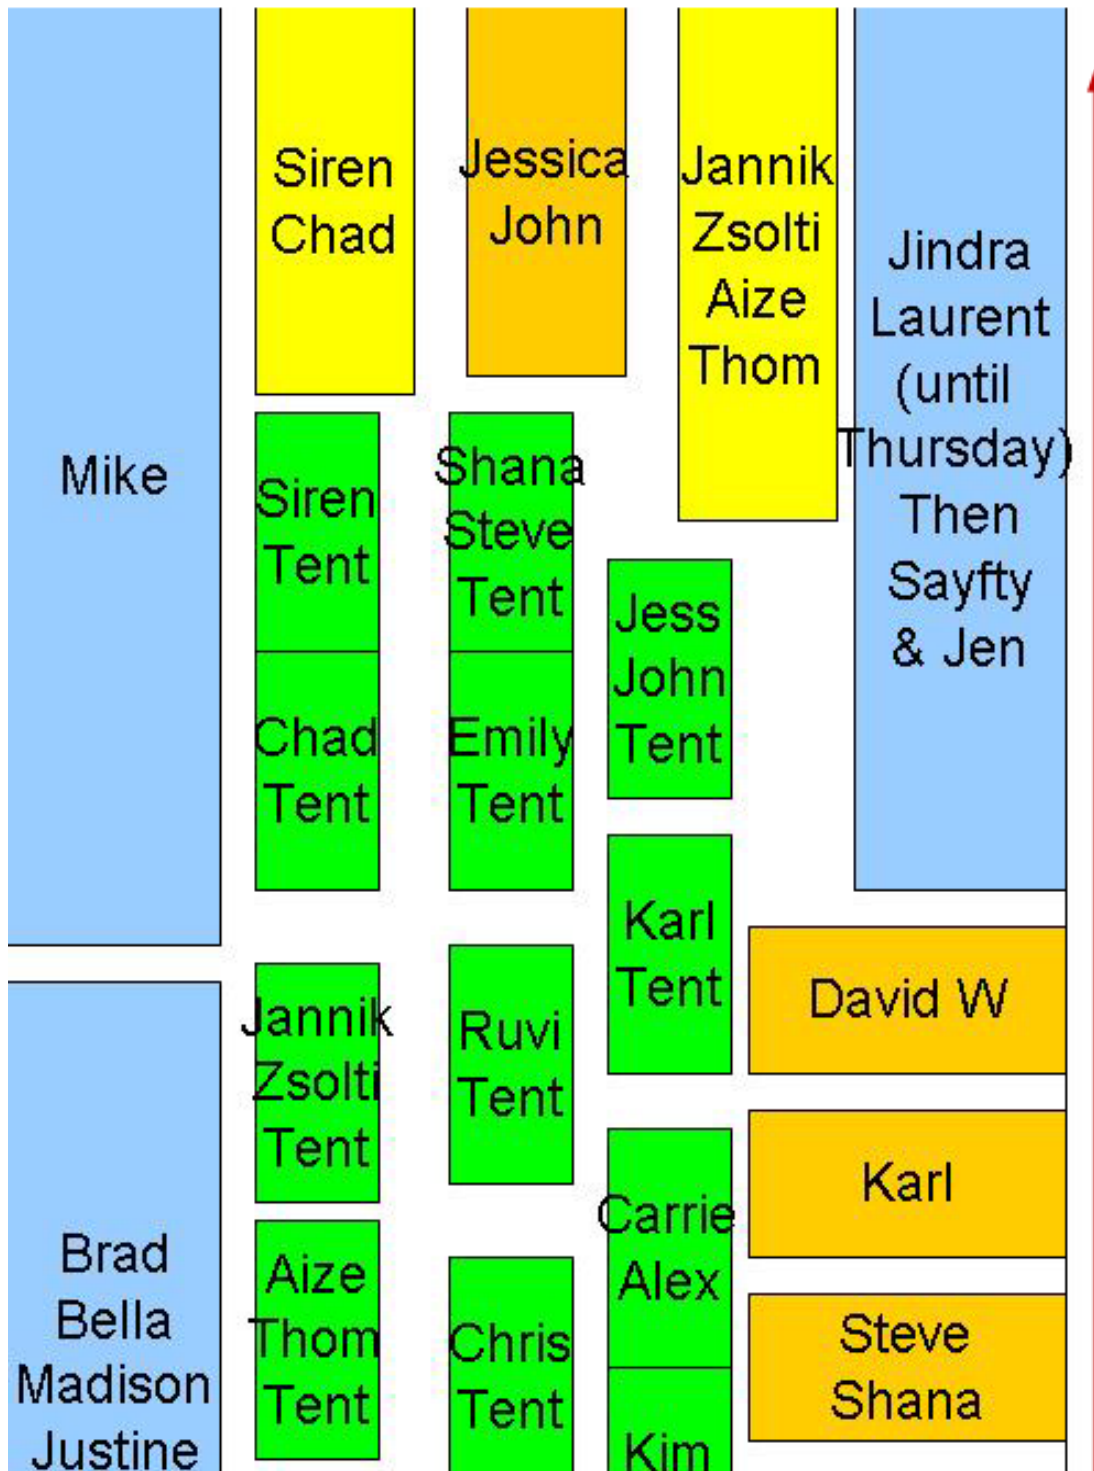 Siren
Chad
Jessica
John
Jannik
Zsolti
Aize
Thom
Jindra
Laurent
(until
Thursday)
Then
Sayfty
& Jen
Mike
Siren
Tent
Shana
Steve
Tent
Jess
John
Tent
Chad
Tent
Emily
Tent
Karl
Tent
David W
Jannik
Zsolti
Tent
Ruvi
Tent
Karl
Carrie
Alex
Brad
Bella
Madison
Justine
Aize
Thom
Tent
Chris
Tent
Steve
Shana
Kim